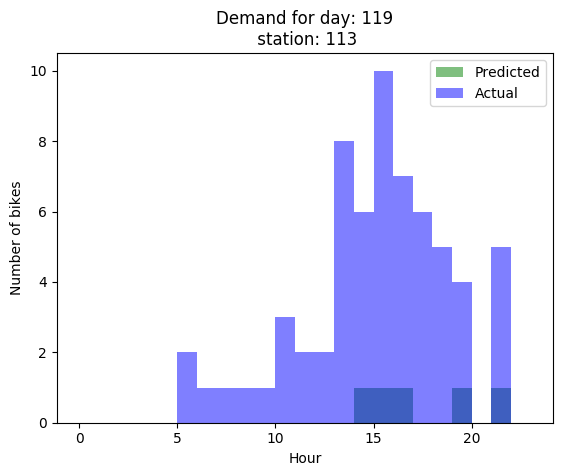 Demand for day: 119
station: 113
Predicted
Actual
Number of bikes
10
8
6
4
2
0
0 5 10 15 20
Hour